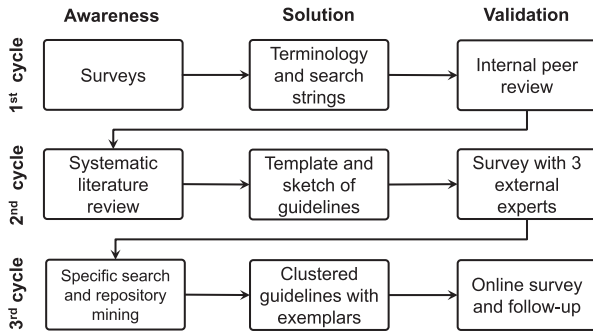 Awareness Solution Validation
1st cycle
Surveys
Terminology
and search
strings
Internal peer
review
2nd cycle
Systematic
literature
review
Template and
sketch of
guidelines
Survey with 3
external
experts
3rd cycle
Specific search
and repository
mining
Clustered
guidelines with
exemplars
Online survey
and follow-up